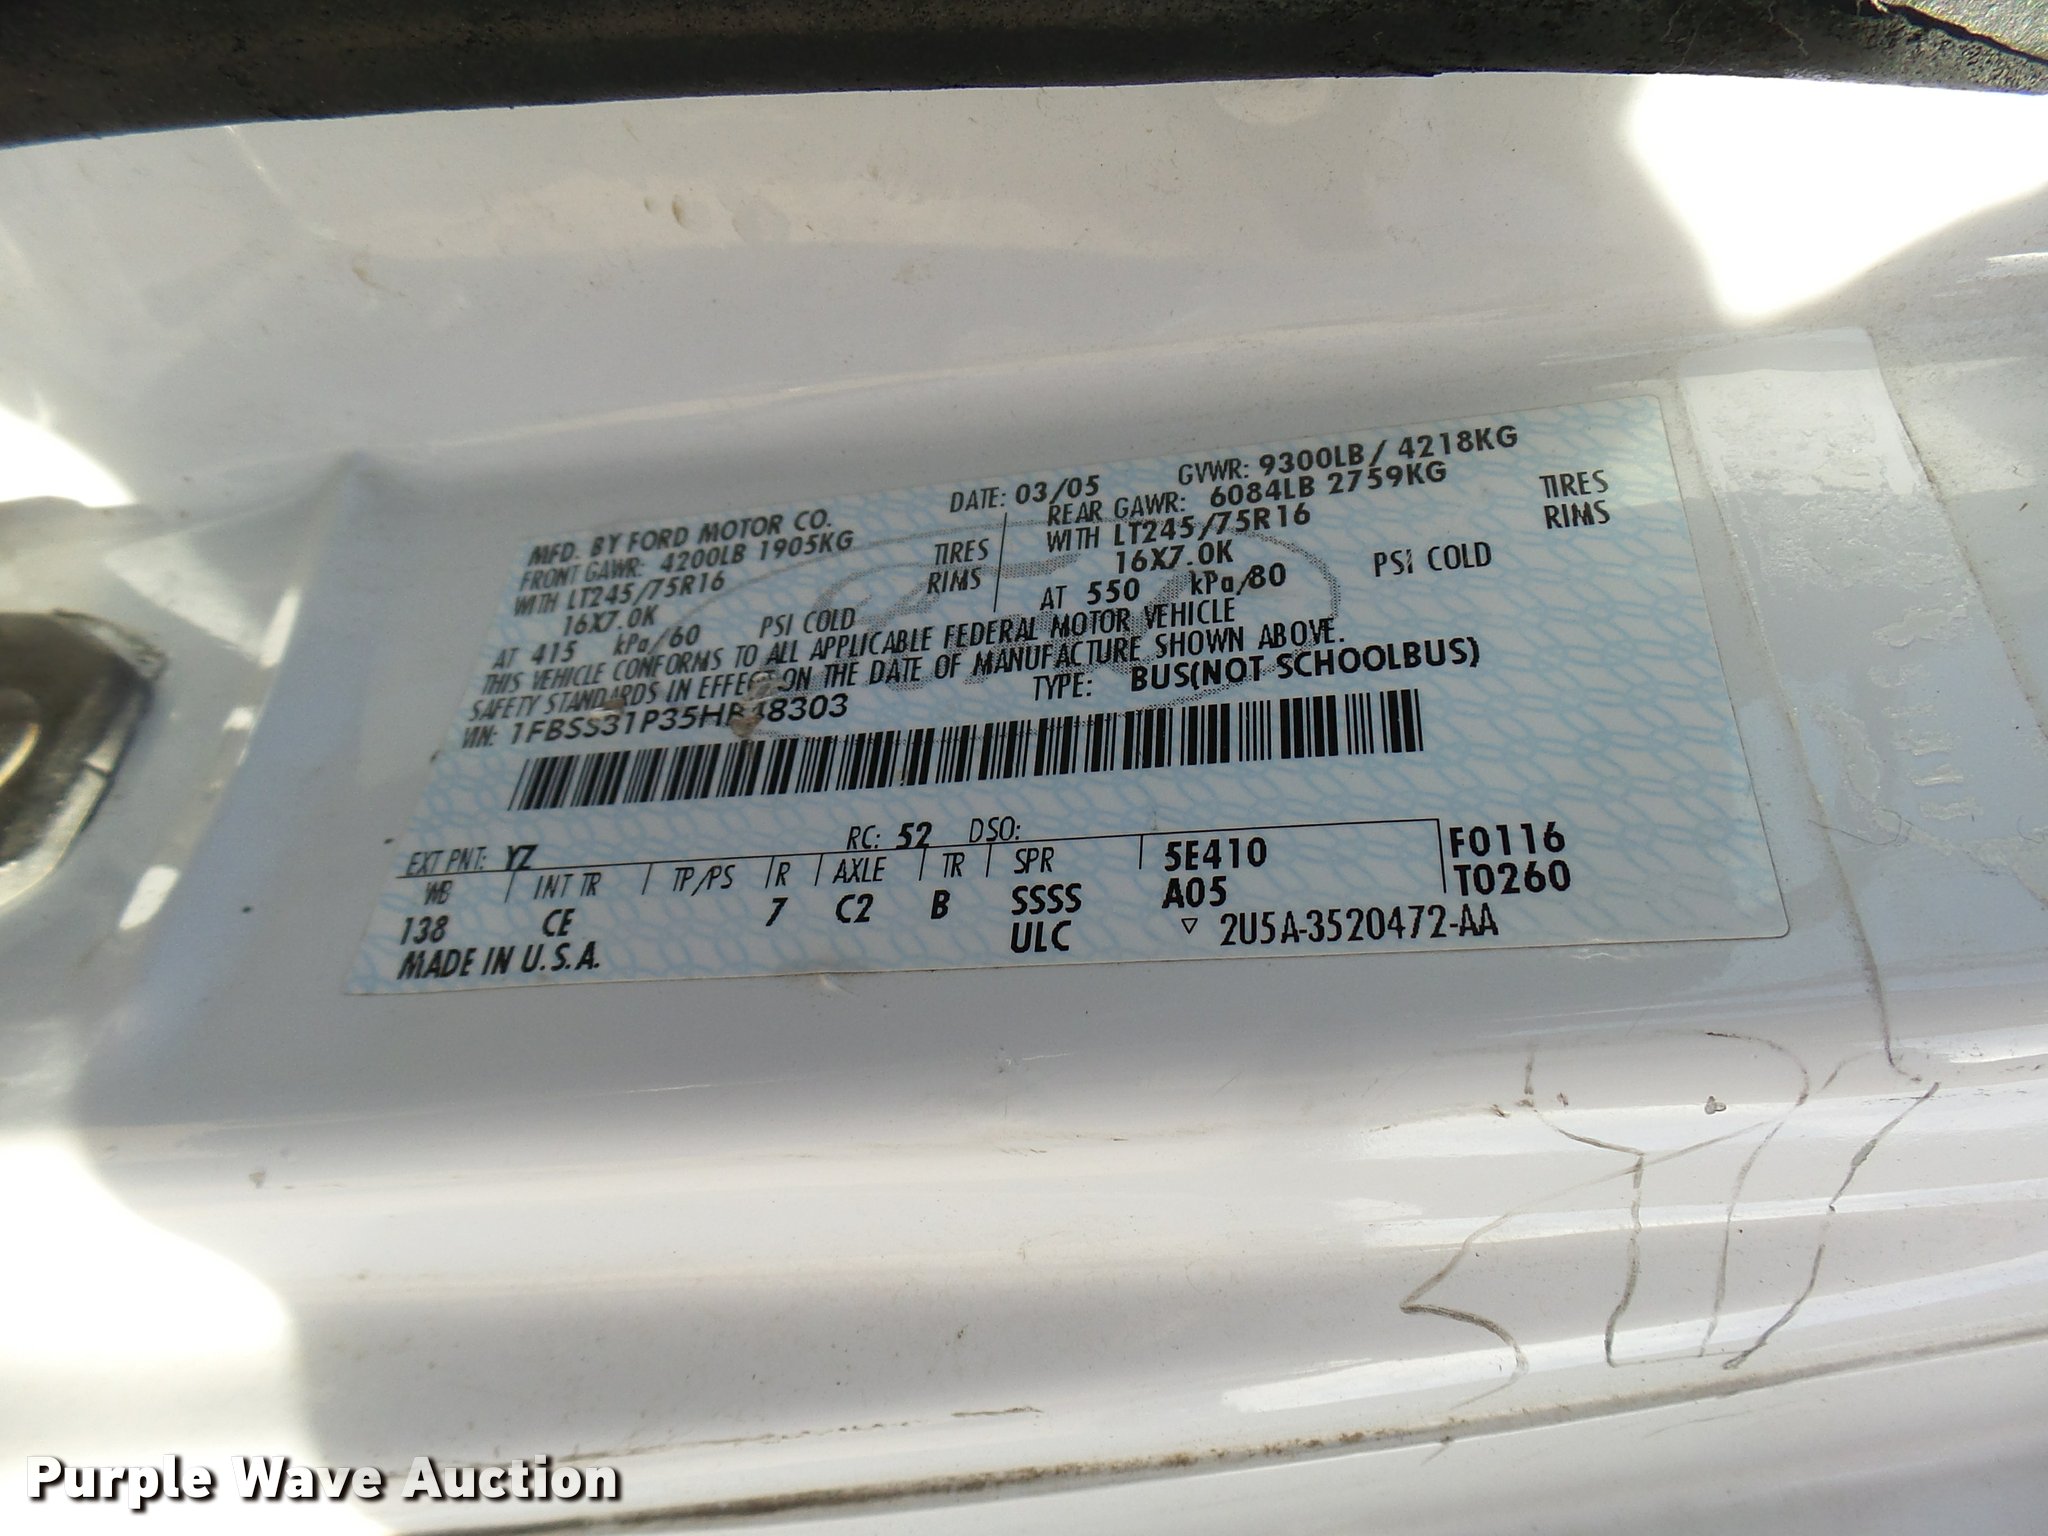 MFD. BY FORD MOTOR CO.
DATE: 03/05 GVWR: 9300LB / 4218KG
FRONT GAWR: 4200LB 1905KG
REAR GAWR: 6084LB 2759KG
WITH LT245/75R16 TIRES
WITH LT245/75R16 TIRES
16X7.0K RIMS
16X7.0K RIMS
AT 415 kPa/60 PSI COLD
AT 550 kPa/80 PSI COLD
THIS VEHICLE CONFORMS TO ALL APPLICABLE FEDERAL MOTOR VEHICLE
SAFETY STANDARDS IN EFFECT ON THE DATE OF MANUFACTURE SHOWN ABOVE.
VIN: 1FBSS31P35HB48303
TYPE: BUS(NOT SCHOOLBUS)
EXT PNT: YZ RC: 52 DSO:
WB INT TR TP/PS R AXLE TR SPR 5E410 F0116
138 CE 7 C2 B SSSS A05 T0260
MADE IN U.S.A. ULC ▽ 2U5A-3520472-AA
Purple Wave Auction